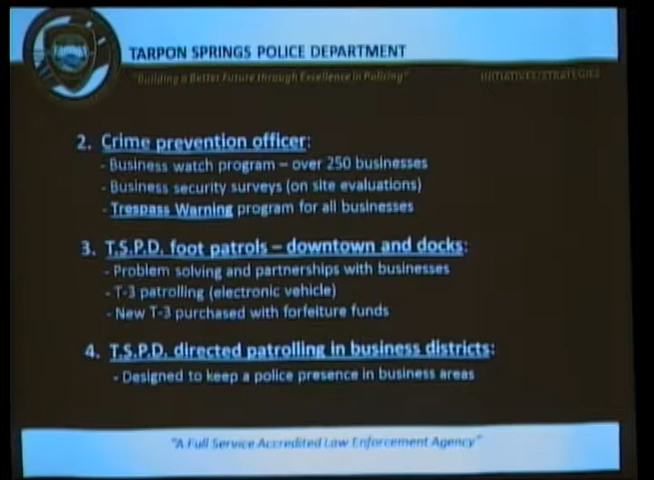 TARPON
TARPON SPRINGS POLICE DEPARTMENT
"Building a Better Future through Excellence in Policing"
INITIATIVES/STRATEGIES
2. Crime prevention officer:
- Business watch program – over 250 businesses
- Business security surveys (on site evaluations)
- Trespass Warning program for all businesses
3. T.S.P.D. foot patrols – downtown and docks:
- Problem solving and partnerships with businesses
- T-3 patrolling (electronic vehicle)
- New T-3 purchased with forfeiture funds
4. T.S.P.D. directed patrolling in business districts:
- Designed to keep a police presence in business areas
"A Full Service Accredited Law Enforcement Agency"